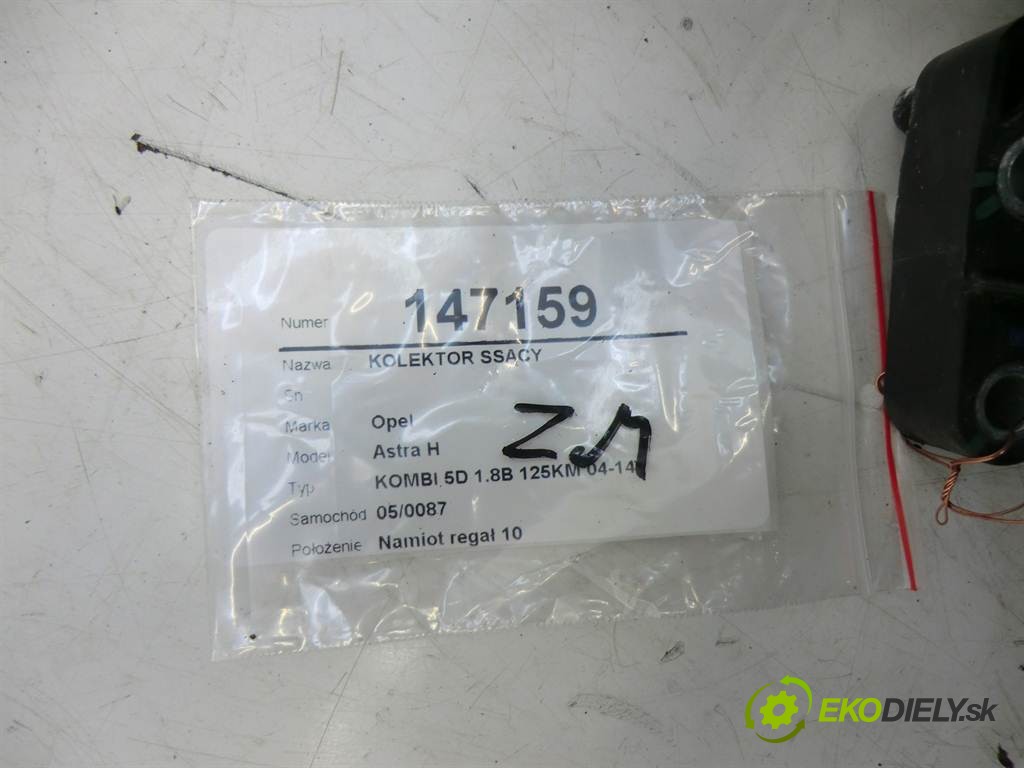 Numer 147159
Nazwa KOLEKTOR SSĄCY
Sn
Marka Opel
Model Astra H
Typ KOMBI 5D 1.8B 125KM 04-14
Samochód 05/0087
Położenie Namiot regał 10
EKODIELY.sk